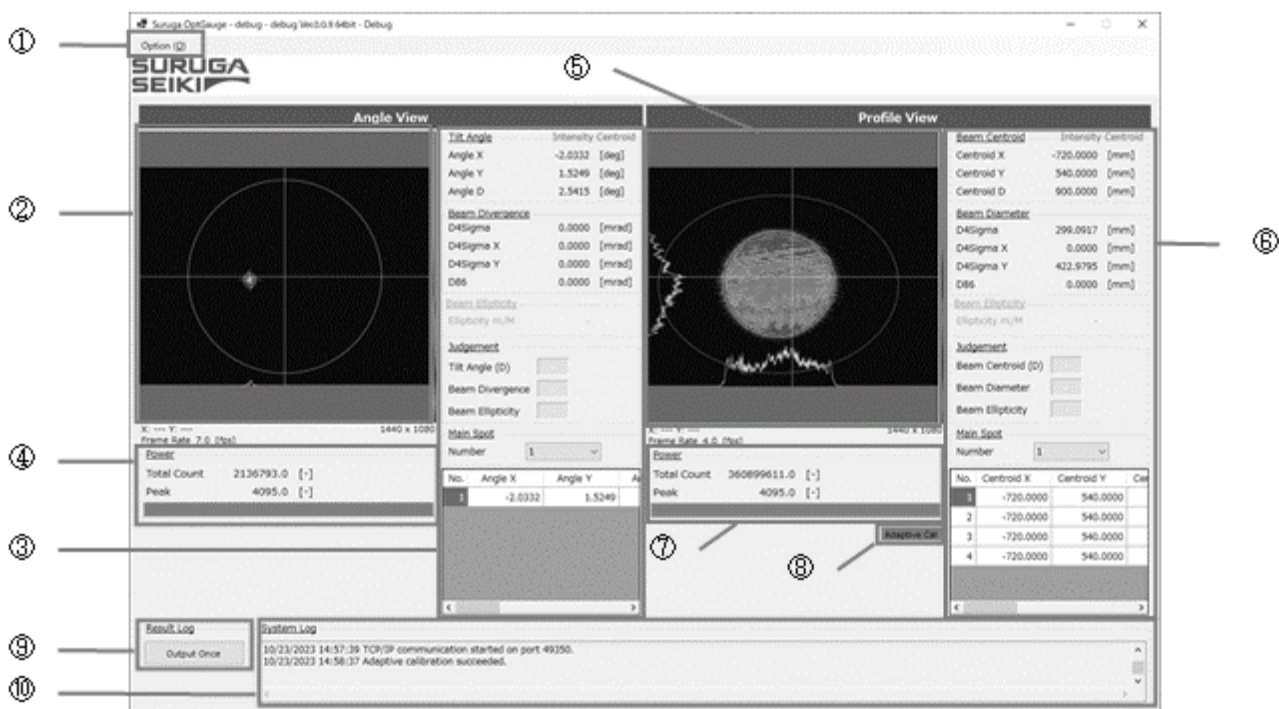 Suruga OptGauge - debug - debug Ver.0.0.9 64bit - Debug
①
Option (O)
SURUGA
SEIKI
⑤
Angle View
Profile View
②
Tilt Angle Intensity Centroid
Angle X -2.0332 [deg]
Angle Y 1.5249 [deg]
Angle D 2.5415 [deg]
Beam Divergence
D4Sigma 0.0000 [mrad]
D4Sigma X 0.0000 [mrad]
D4Sigma Y 0.0000 [mrad]
D86 0.0000 [mrad]
Beam Ellipticity
Ellipticity m/M -
Judgement
Tilt Angle (D)
Beam Divergence
Beam Ellipticity
Main Spot
Number 1
No. Angle X Angle Y
1 -2.0332 1.5249
Beam Centroid Intensity Centroid
Centroid X -720.0000 [mm]
Centroid Y 540.0000 [mm]
Centroid D 900.0000 [mm]
Beam Diameter
D4Sigma 299.0917 [mm]
D4Sigma X 0.0000 [mm]
D4Sigma Y 422.9795 [mm]
D86 0.0000 [mm]
⑥
Beam Ellipticity
Ellipticity m/M -
Judgement
Beam Centroid (D)
Beam Diameter
Beam Ellipticity
Main Spot
Number 1
No. Centroid X Centroid Y Cen
1 -720.0000 540.0000
2 -720.0000 540.0000
3 -720.0000 540.0000
4 -720.0000 540.0000
X: --- Y: --- 1440 x 1080
Frame Rate 7.0 [fps]
④
Power
Total Count 2136793.0 [-]
Peak 4095.0 [-]
③
X: --- Y: --- 1440 x 1080
Frame Rate 4.0 [fps]
Power
Total Count 360899611.0 [-]
Peak 4095.0 [-]
⑦
⑧
Adaptive Cal
⑨
Result Log
Output Once
⑩
System Log
10/23/2023 14:57:39 TCP/IP communication started on port 49350.
10/23/2023 14:58:37 Adaptive calibration succeeded.